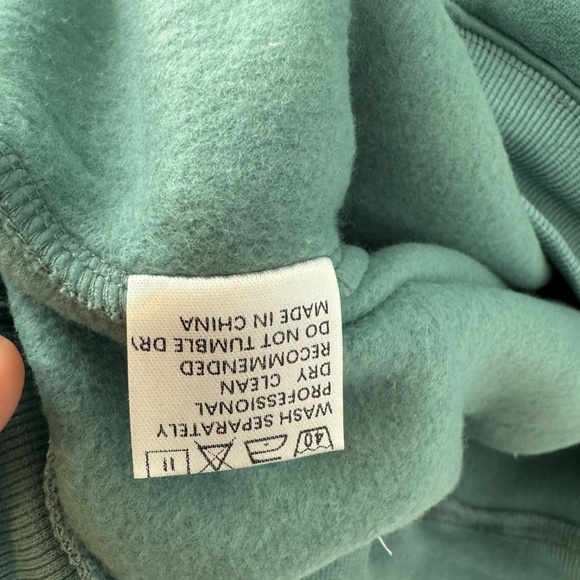 40
WASH SEPARATELY
PROFESSIONAL
DRY CLEAN
RECOMMENDED
DO NOT TUMBLE DRY
MADE IN CHINA